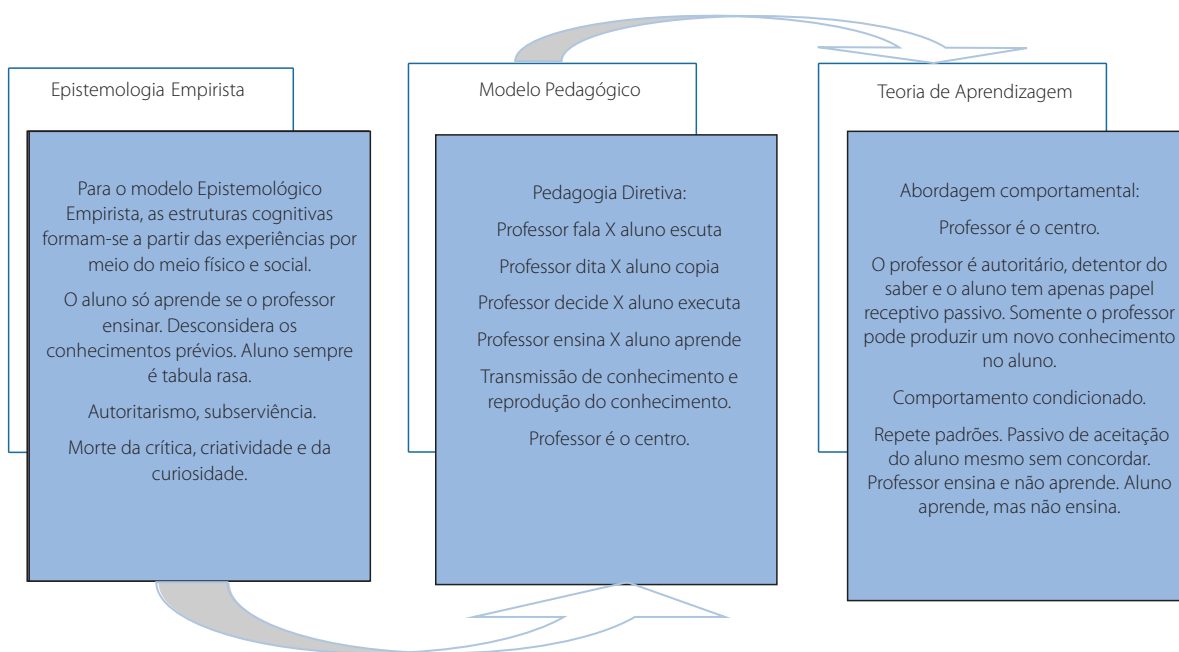 Epistemologia Empirista
Para o modelo Epistemológico
Empirista, as estruturas cognitivas
formam-se a partir das experiências por
meio do meio físico e social.
O aluno só aprende se o professor
ensinar. Desconsidera os
conhecimentos prévios. Aluno sempre
é tabula rasa.
Autoritarismo, subserviência.
Morte da crítica, criatividade e da
curiosidade.
Modelo Pedagógico
Pedagogia Diretiva:
Professor fala X aluno escuta
Professor dita X aluno copia
Professor decide X aluno executa
Professor ensina X aluno aprende
Transmissão de conhecimento e
reprodução do conhecimento.
Professor é o centro.
Teoria de Aprendizagem
Abordagem comportamental:
Professor é o centro.
O professor é autoritário, detentor do
saber e o aluno tem apenas papel
receptivo passivo. Somente o professor
pode produzir um novo conhecimento
no aluno.
Comportamento condicionado.
Repete padrões. Passivo de aceitação
do aluno mesmo sem concordar.
Professor ensina e não aprende. Aluno
aprende, mas não ensina.